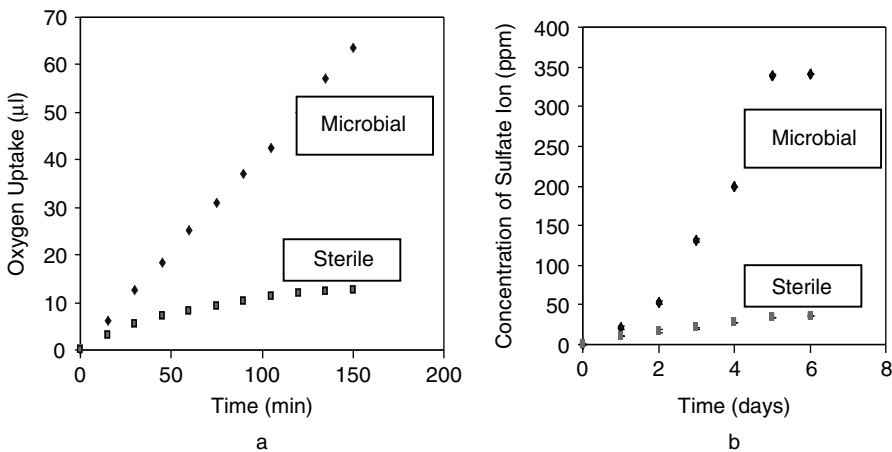 Oxygen Uptake (µl)
70
60
50
40
30
20
10
0
0 50 100 150 200
Time (min)
Microbial
Sterile
a
Concentration of Sulfate Ion (ppm)
400
350
300
250
200
150
100
50
0
0 2 4 6 8
Time (days)
Microbial
Sterile
b